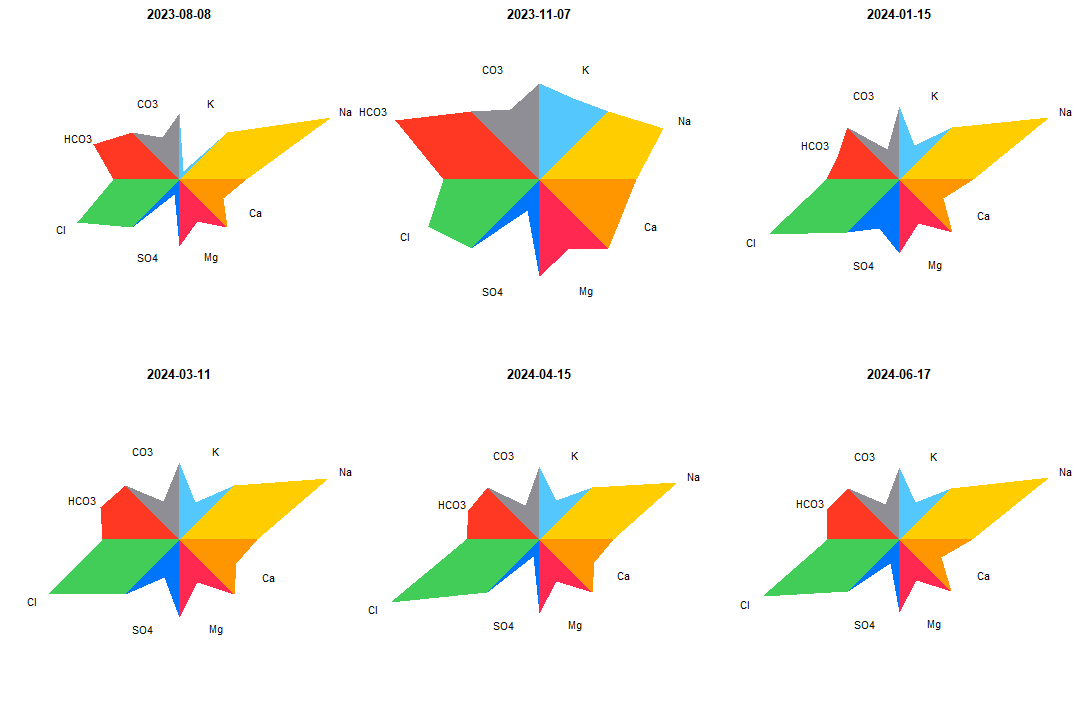 2023-08-08
CO3
K
Na
HCO3
Ca
Cl
SO4
Mg
2023-11-07
CO3
K
HCO3
Na
Ca
Cl
SO4
Mg
2024-01-15
CO3
K
Na
HCO3
Ca
Cl
SO4
Mg
2024-03-11
CO3
K
Na
HCO3
Ca
Cl
SO4
Mg
2024-04-15
CO3
K
Na
HCO3
Ca
Cl
SO4
Mg
2024-06-17
CO3
K
Na
HCO3
Ca
Cl
SO4
Mg